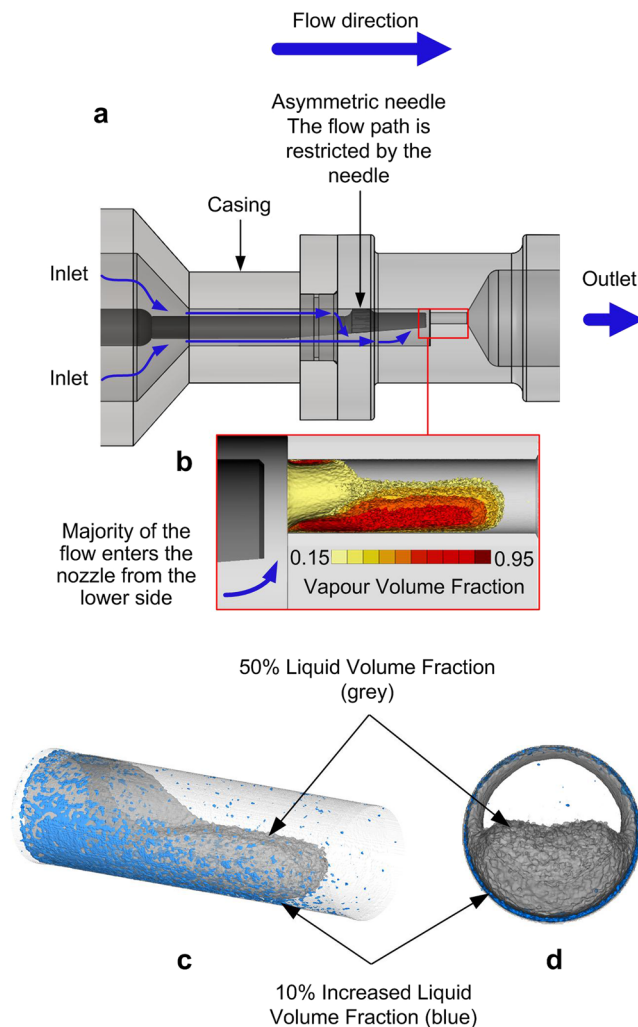 Flow direction
a
Asymmetric needle
The flow path is
restricted by the
needle
Casing
Inlet
Outlet
Inlet
b
Majority of the
flow enters the
nozzle from the
lower side
0.15
0.95
Vapour Volume Fraction
50% Liquid Volume Fraction
(grey)
c
d
10% Increased Liquid
Volume Fraction (blue)